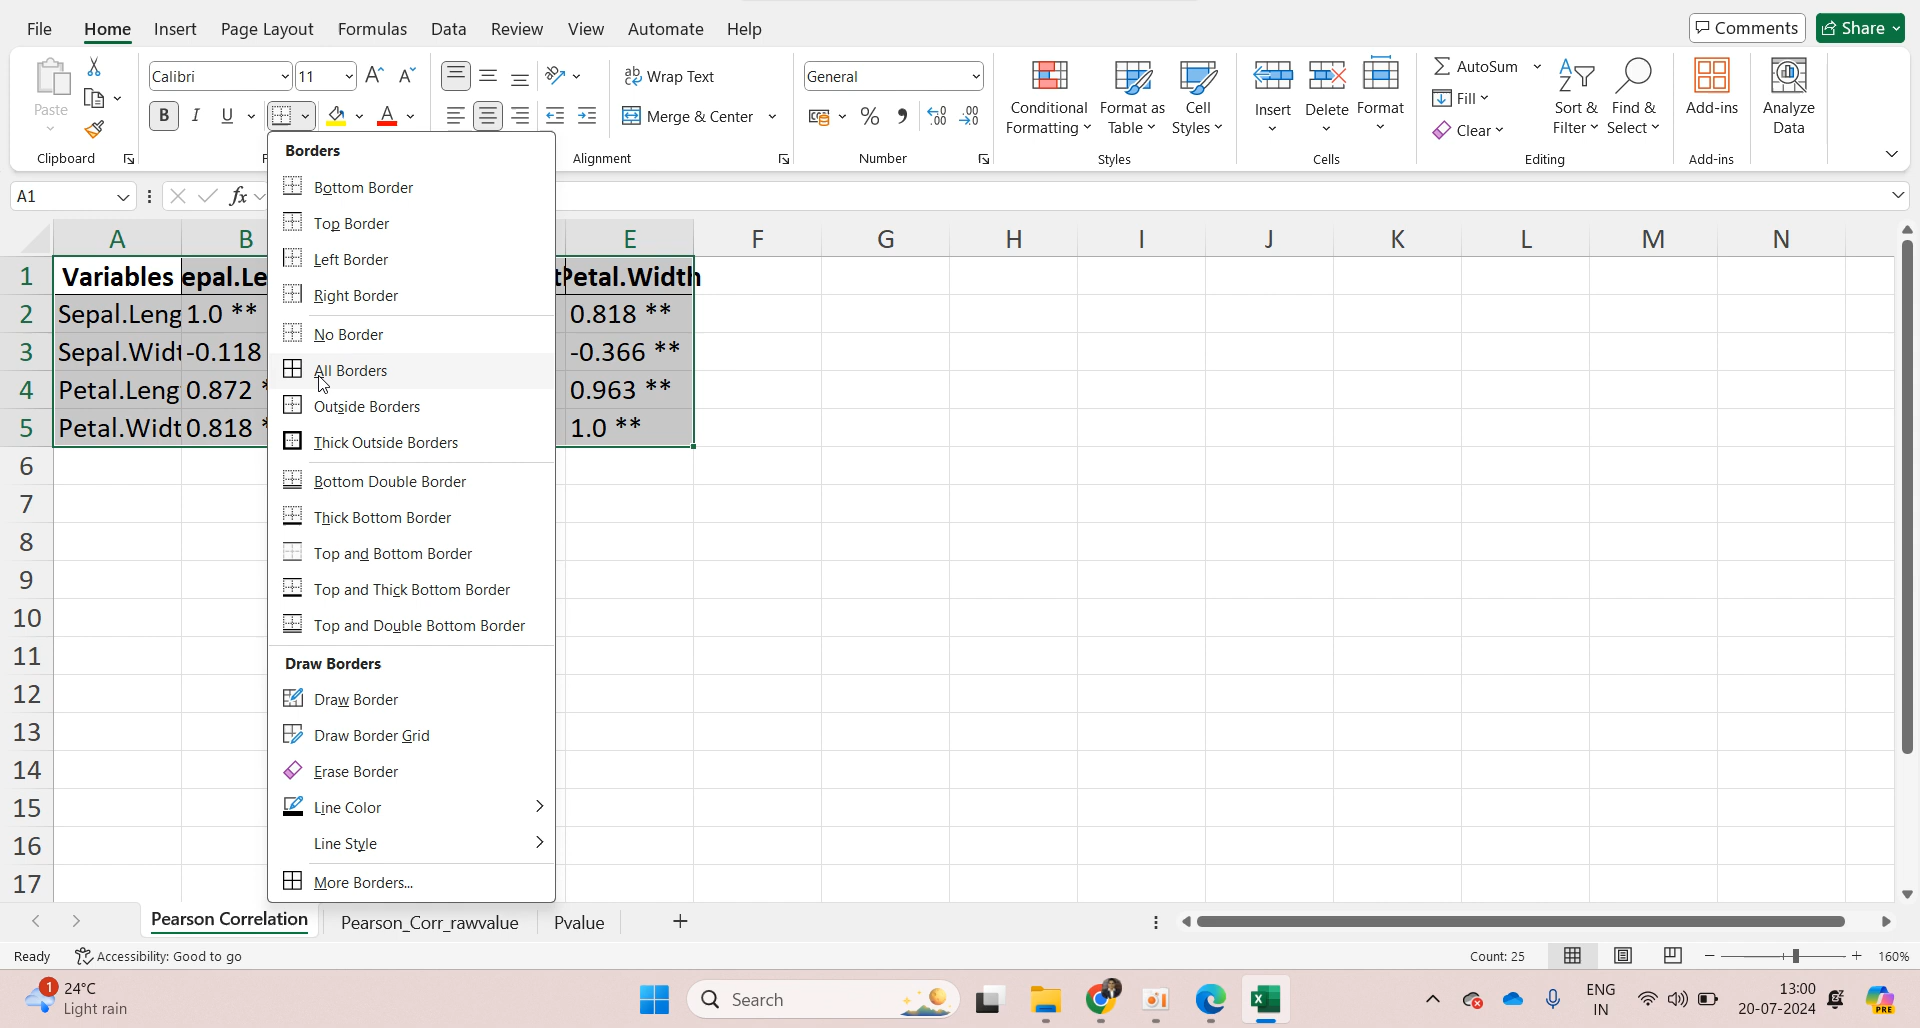 File Home Insert Page Layout Formulas Data Review View Automate Help Comments Share
Paste Calibri 11 Wrap Text General Conditional Formatting Format as Table Cell Styles Insert Delete Format AutoSum Sort & Filter Find & Select Add-ins Analyze Data
B I U A Merge & Center % Fill
Clear
Clipboard Alignment Number Styles Cells Editing Add-ins
A1 fx
Borders
Bottom Border
Top Border
Left Border
Right Border
No Border
All Borders
Outside Borders
Thick Outside Borders
Bottom Double Border
Thick Bottom Border
Top and Bottom Border
Top and Thick Bottom Border
Top and Double Bottom Border
Draw Borders
Draw Border
Draw Border Grid
Erase Border
Line Color
Line Style
More Borders...
A B E F G H I J K L M N
1 Variables epal.Le t Petal.Width
2 Sepal.Leng 1.0 ** 0.818 **
3 Sepal.Widt -0.118 -0.366 **
4 Petal.Leng 0.872 * 0.963 **
5 Petal.Widt 0.818 * 1.0 **
6
7
8
9
10
11
12
13
14
15
16
17
Pearson Correlation Pearson_Corr_rawvalue Pvalue +
Ready Accessibility: Good to go Count: 25 160%
1 24°C Search ENG 13:00
Light rain IN 20-07-2024 PRE